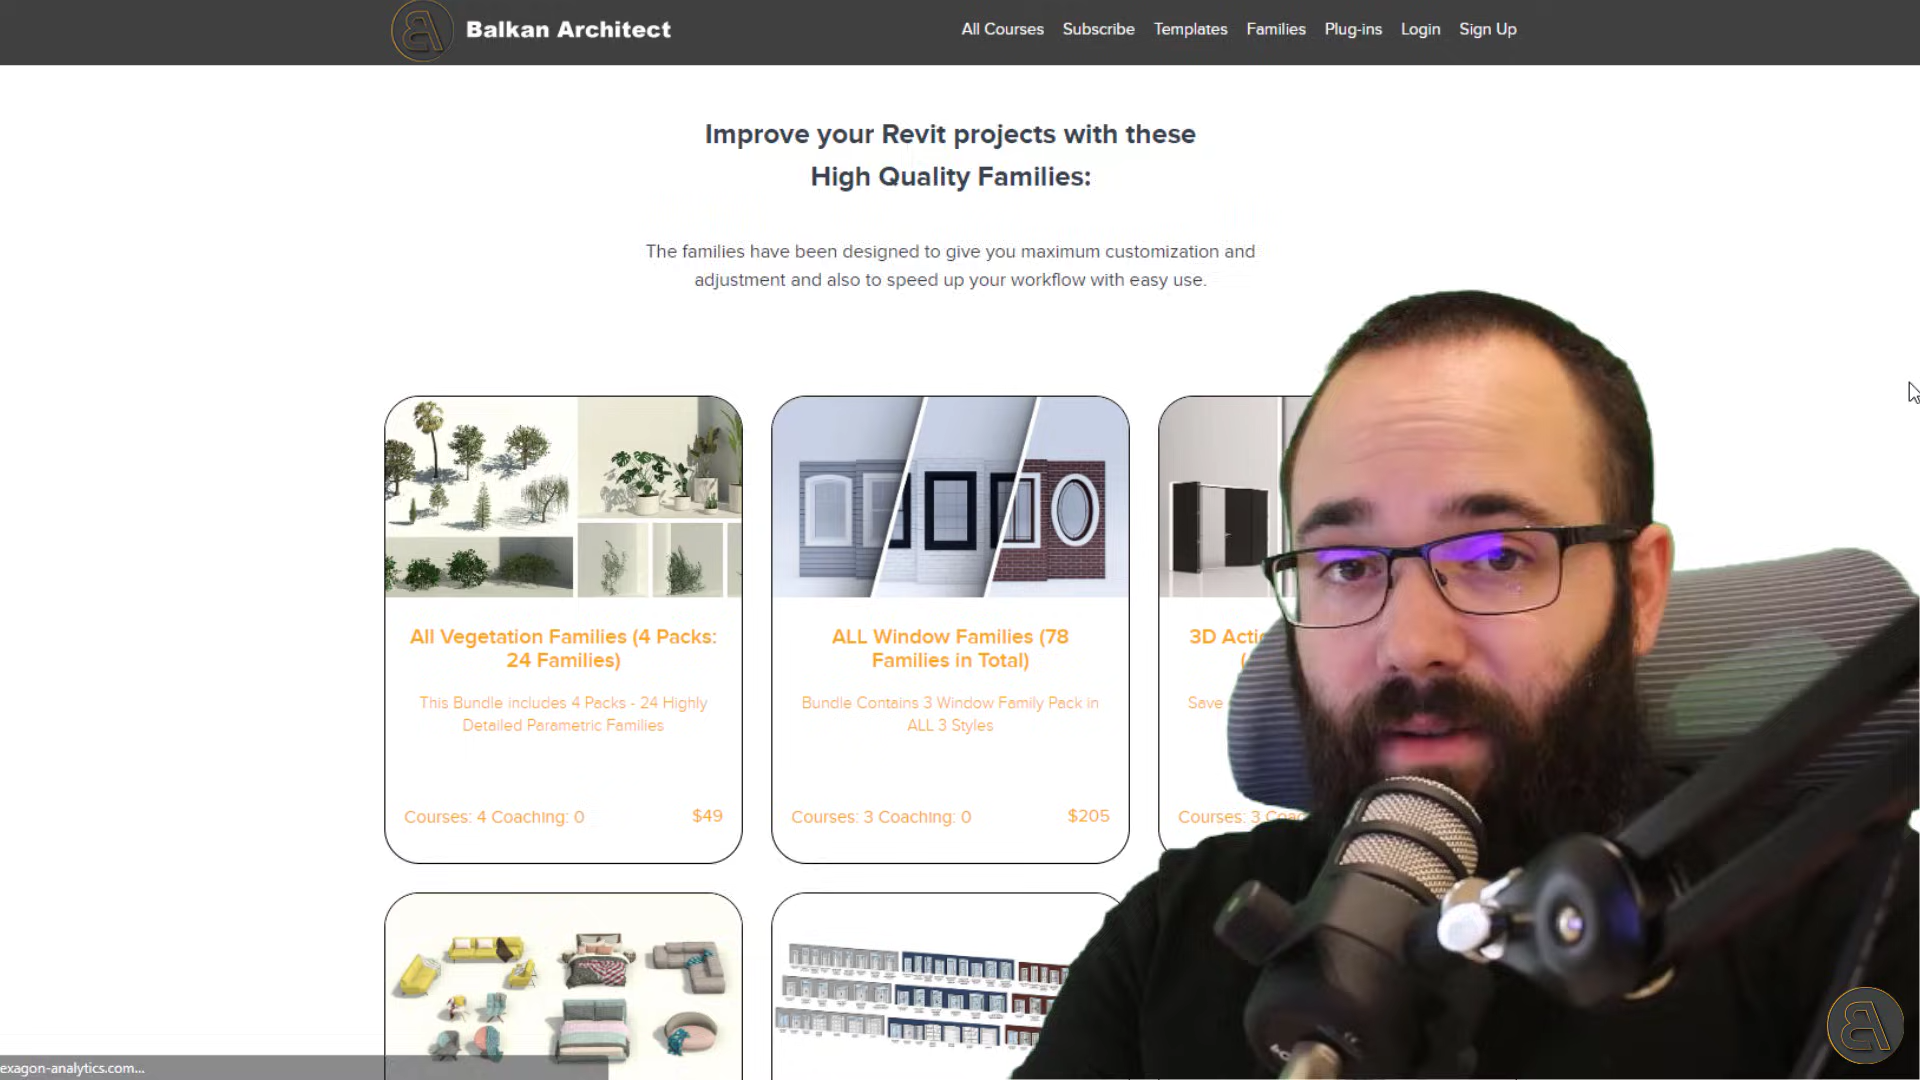 Balkan Architect
All Courses Subscribe Templates Families Plug-ins Login Sign Up
Improve your Revit projects with these
High Quality Families:
The families have been designed to give you maximum customization and
adjustment and also to speed up your workflow with easy use.
All Vegetation Families (4 Packs:
24 Families)
This Bundle includes 4 Packs - 24 Highly
Detailed Parametric Families
Courses: 4 Coaching: 0 $49
ALL Window Families (78
Families in Total)
Bundle Contains 3 Window Family Pack in
ALL 3 Styles
Courses: 3 Coaching: 0 $205
3D
Save
Courses: 3
exagon-analytics.com...